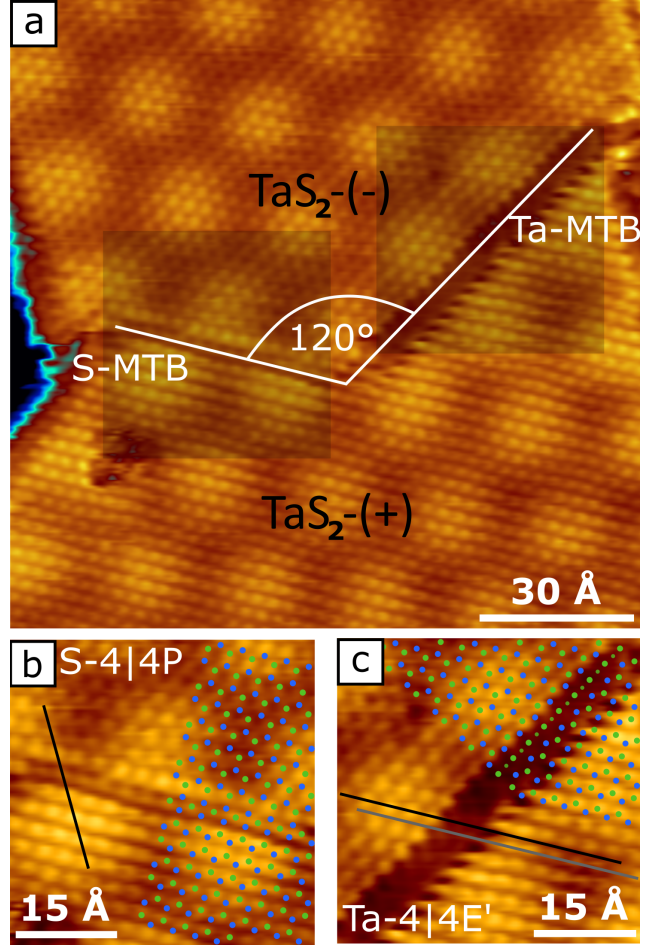 a
TaS₂-(-)
Ta-MTB
120°
S-MTB
TaS₂-(+)
30 Å
b
S-4|4P
15 Å
c
Ta-4|4E'
15 Å